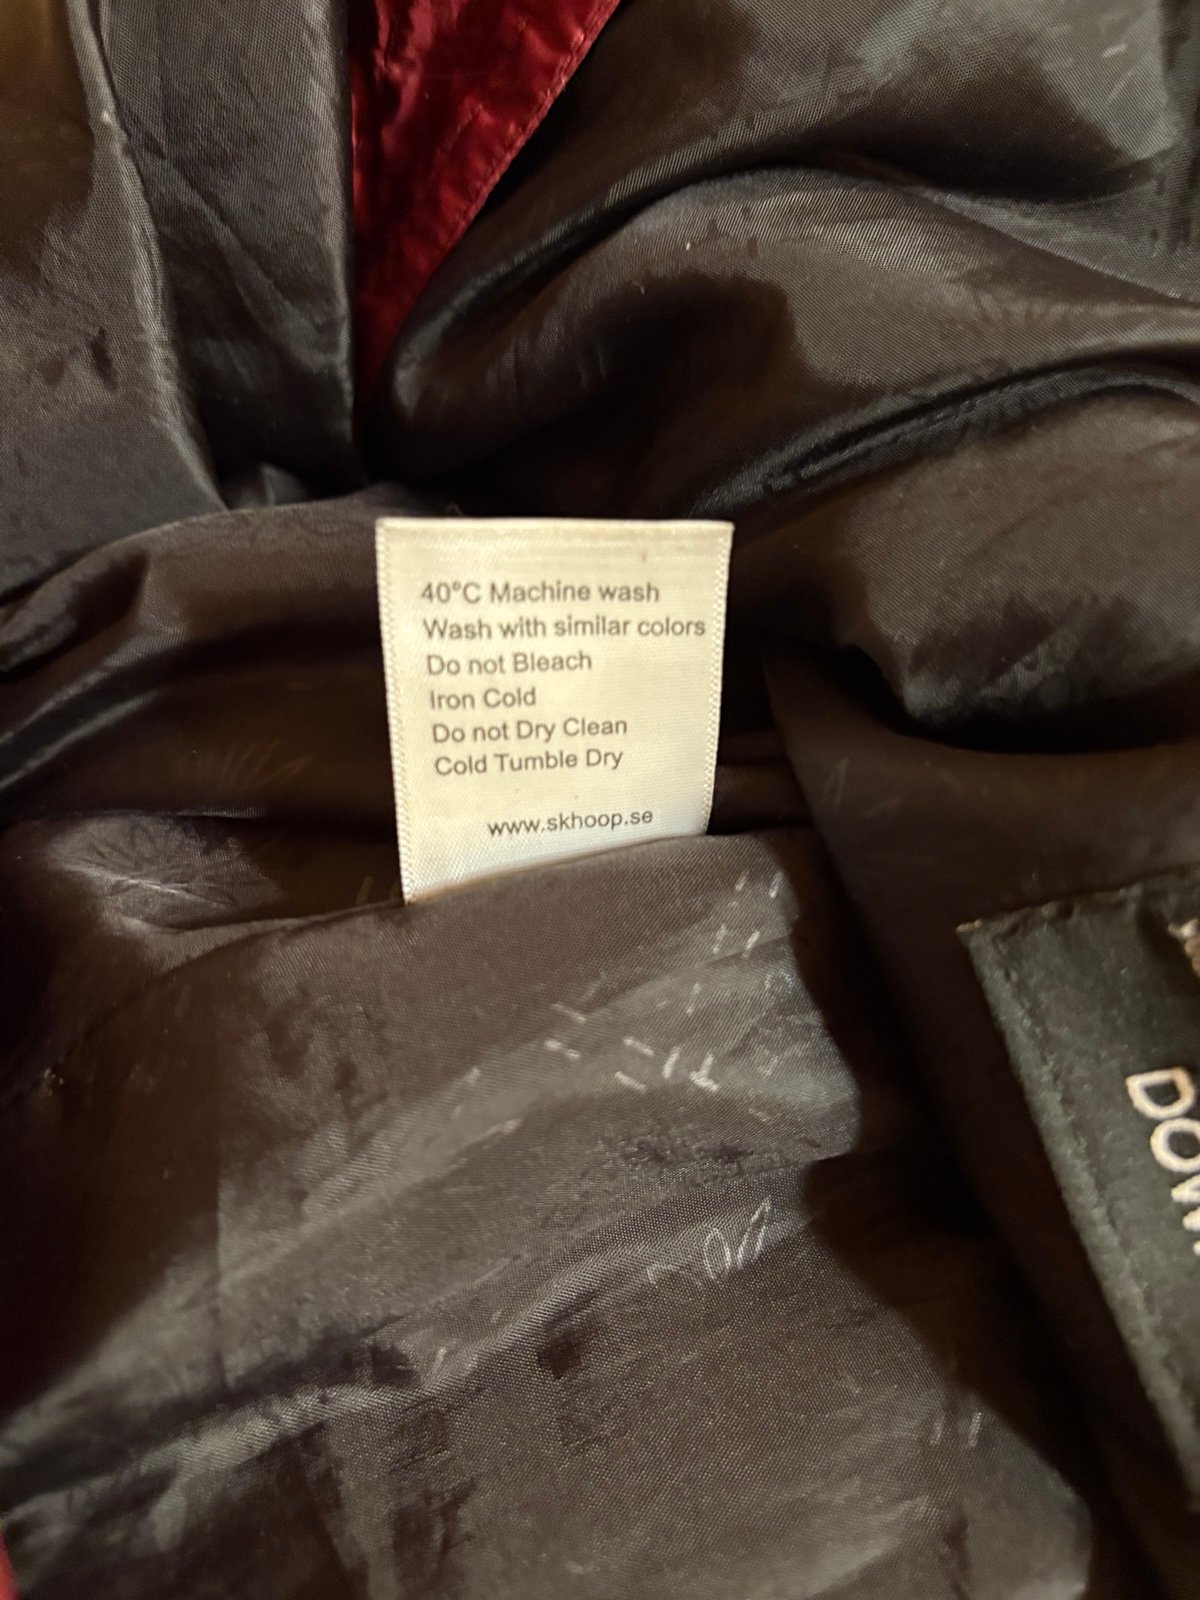 40°C Machine wash
Wash with similar colors
Do not Bleach
Iron Cold
Do not Dry Clean
Cold Tumble Dry
www.skhoop.se
DOWN